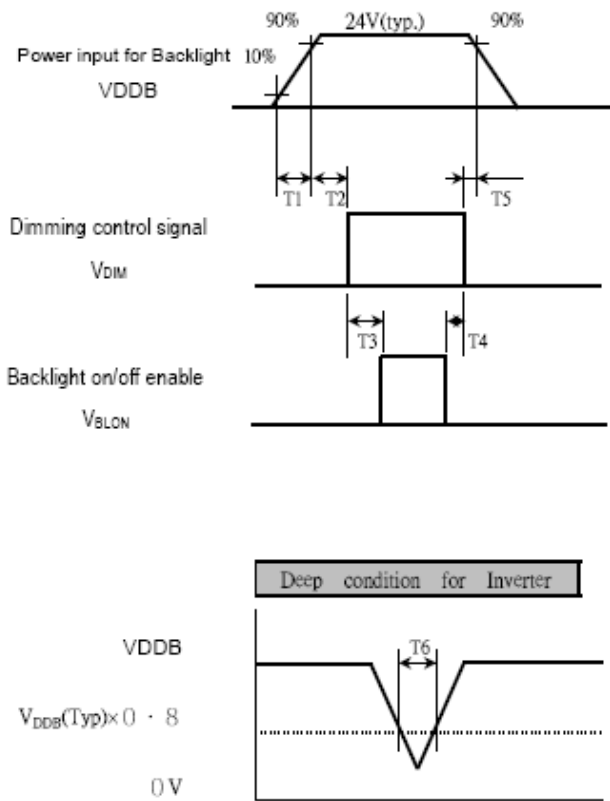 90% 24V(typ.) 90%
Power input for Backlight 10%
VDDB
T1 T2 T5
Dimming control signal
VDIM
T3 T4
Backlight on/off enable
VBLON
Deep condition for Inverter
VDDB T6
VDDB(Typ)×0・8
0V